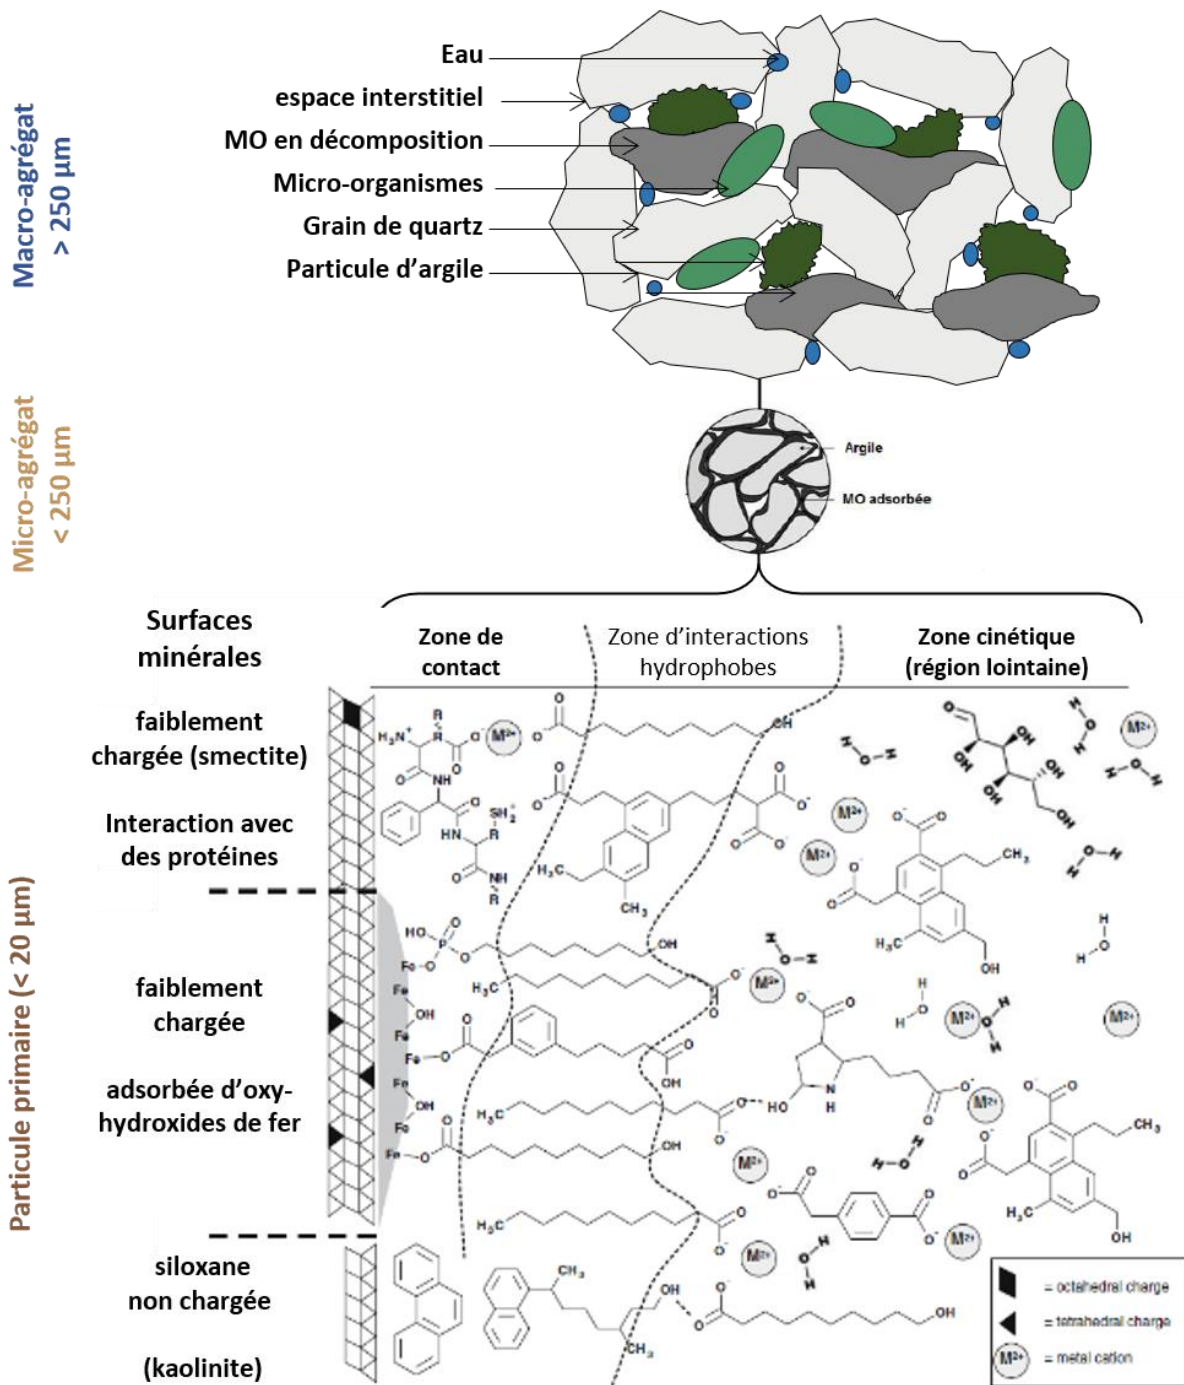 Eau
espace interstitiel
MO en décomposition
Micro-organismes
Grain de quartz
Particule d'argile
Macro-agrégat
> 250 µm
Micro-agrégat
< 250 µm
Argile
MO adsorbée
Particule primaire (< 20 µm)
Surfaces
minérales
Zone de
contact
Zone d'interactions
hydrophobes
Zone cinétique
(région lointaine)
faiblement
chargée (smectite)
Interaction avec
des protéines
faiblement
chargée
adsorbée d'oxy-
hydroxides de fer
siloxane
non chargée
(kaolinite)
= octahedral charge
= tetrahedral charge
M2+ = metal cation